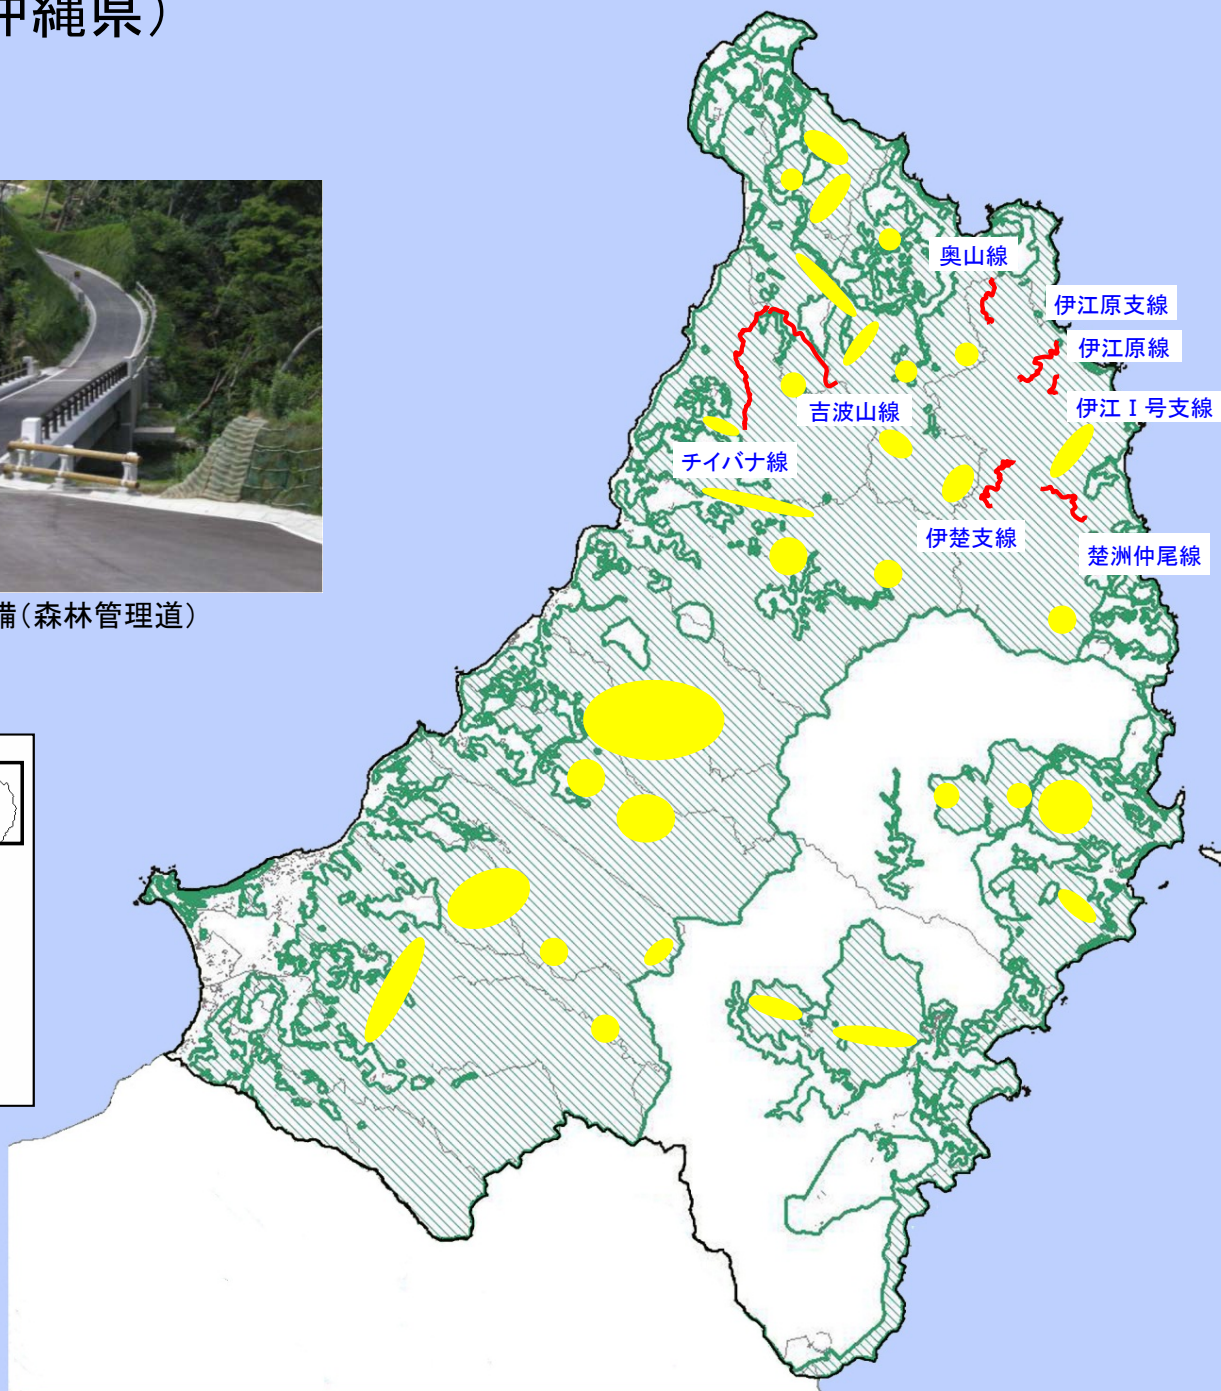 沖縄県）
備（森林管理道）
奥山線
伊江原支線
伊江原線
伊江Ⅰ号支線
吉波山線
チイバナ線
伊楚支線
楚洲仲尾線